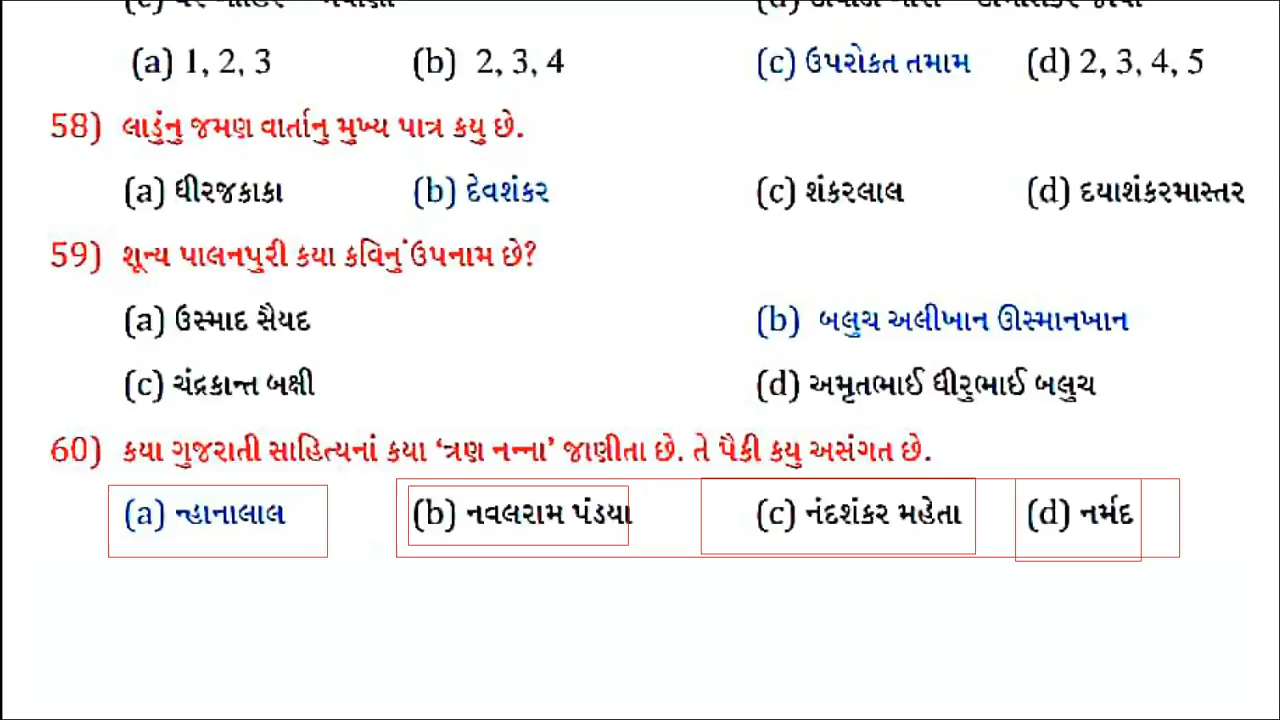 (a) 1, 2, 3 (b) 2, 3, 4 (c) ઉપરોકત તમામ (d) 2, 3, 4, 5
58) લાડુંનુ જમણ વાર્તાનુ મુખ્ય પાત્ર કયુ છે.
(a) ધીરજકાકા (b) દેવશંકર (c) શંકરલાલ (d) દયાશંકરમાસ્તર
59) શૂન્ય પાલનપુરી કયા કવિનું ઉપનામ છે?
(a) ઉસ્માદ સૈયદ (b) બલુચ અલીખાન ઊસ્માનખાન
(c) ચંદ્રકાન્ત બક્ષી (d) અમૃતભાઈ ધીરુભાઈ બલુચ
60) કયા ગુજરાતી સાહિત્યનાં કયા ‘ત્રણ નન્ના’ જાણીતા છે. તે પૈકી કયુ અસંગત છે.
(a) ન્હાનાલાલ (b) નવલરામ પંડયા (c) નંદશંકર મહેતા (d) નર્મદ